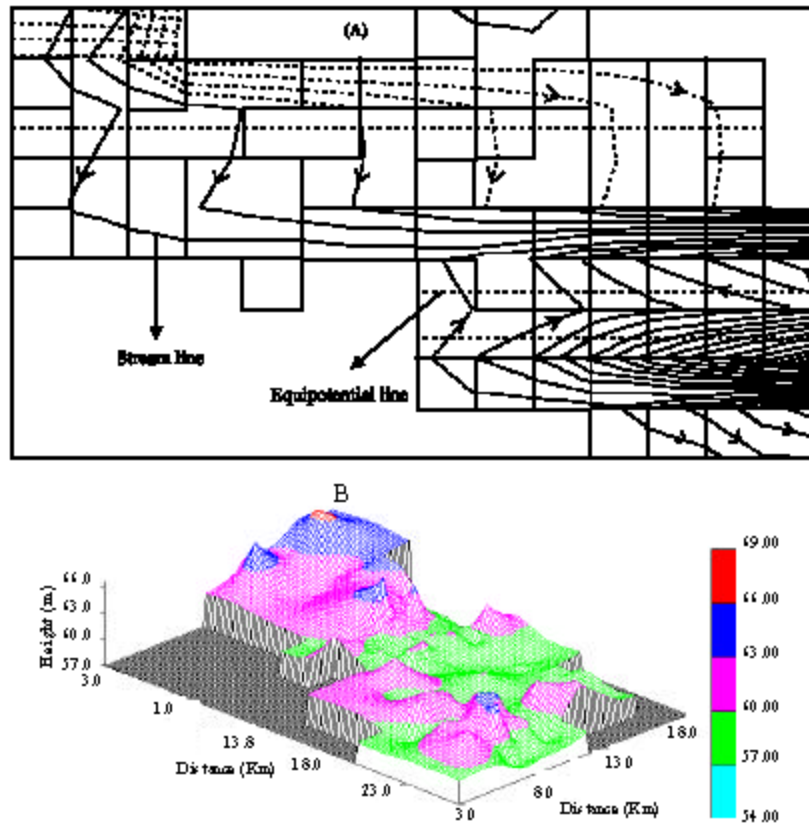 (A)
Stream line
Equipotential line
B
Height (m)
66.0
63.0
60.0
57.0
3.0
1.0
13.8
18.0
23.0
3.0
Distance (Km)
8.0
13.0
18.0
Distance (Km)
69.00
66.00
63.00
60.00
57.00
54.00